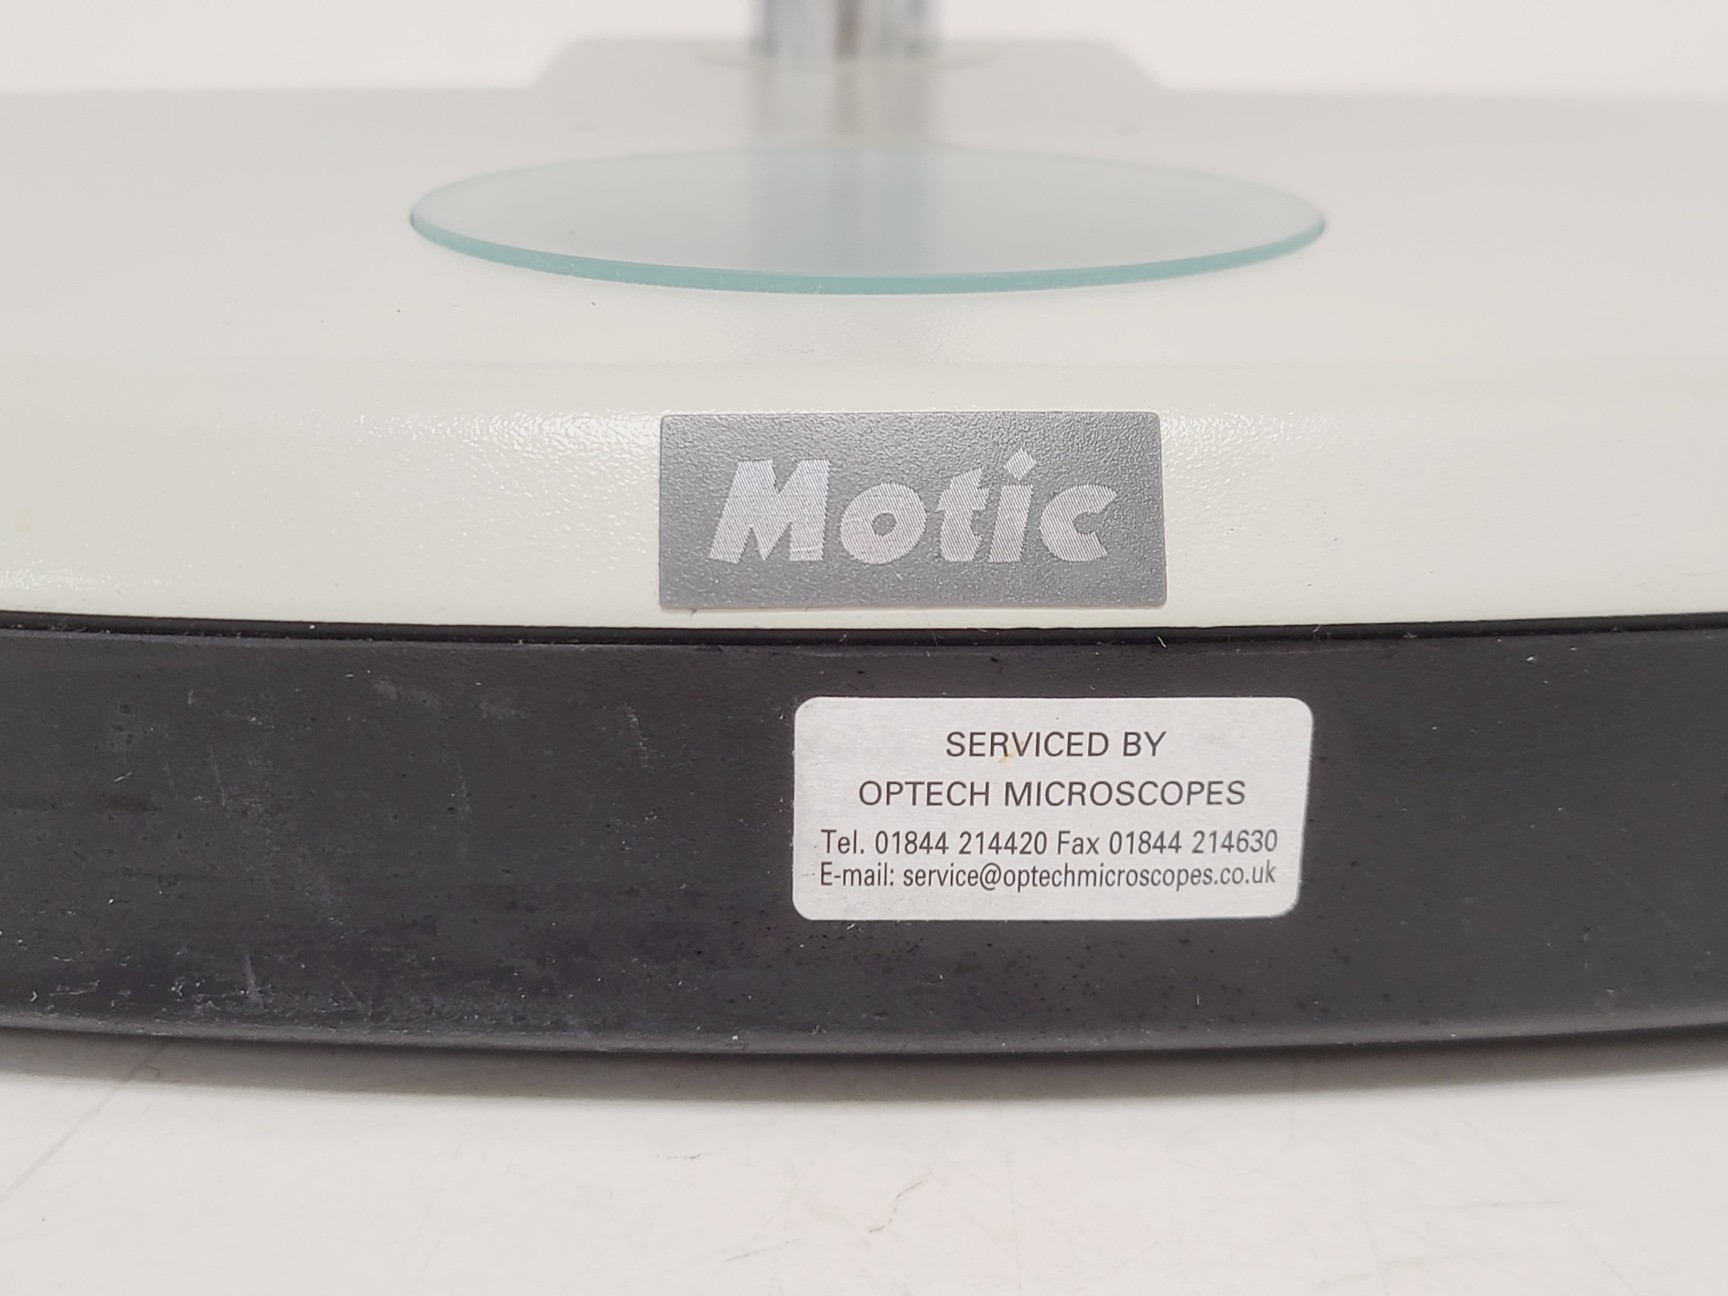 Motic
SERVICED BY
OPTECH MICROSCOPES
Tel. 01844 214420 Fax 01844 214630
E-mail: service@optechmicroscopes.co.uk